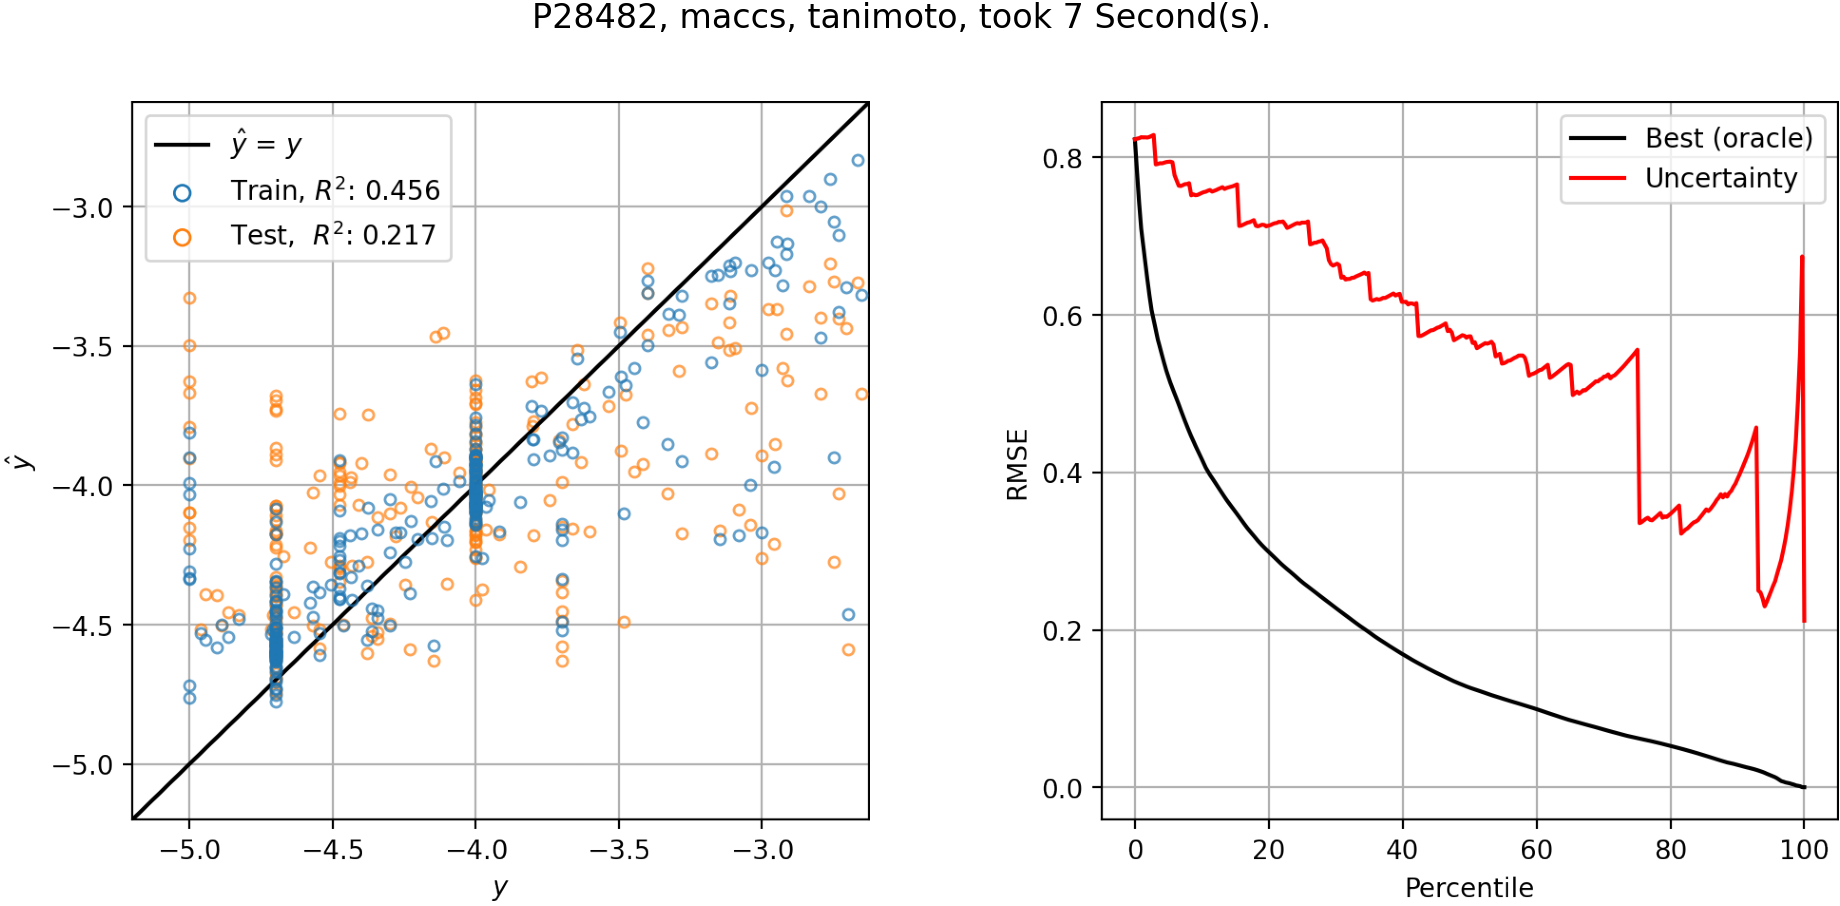 P28482, maccs, tanimoto, took 7 Second(s).
ŷ = y
Train, R²: 0.456
Test, R²: 0.217
−3.0
−3.5
−4.0
−4.5
−5.0
ŷ
−5.0 −4.5 −4.0 −3.5 −3.0
y
Best (oracle)
Uncertainty
0.8
0.6
0.4
0.2
0.0
RMSE
0 20 40 60 80 100
Percentile